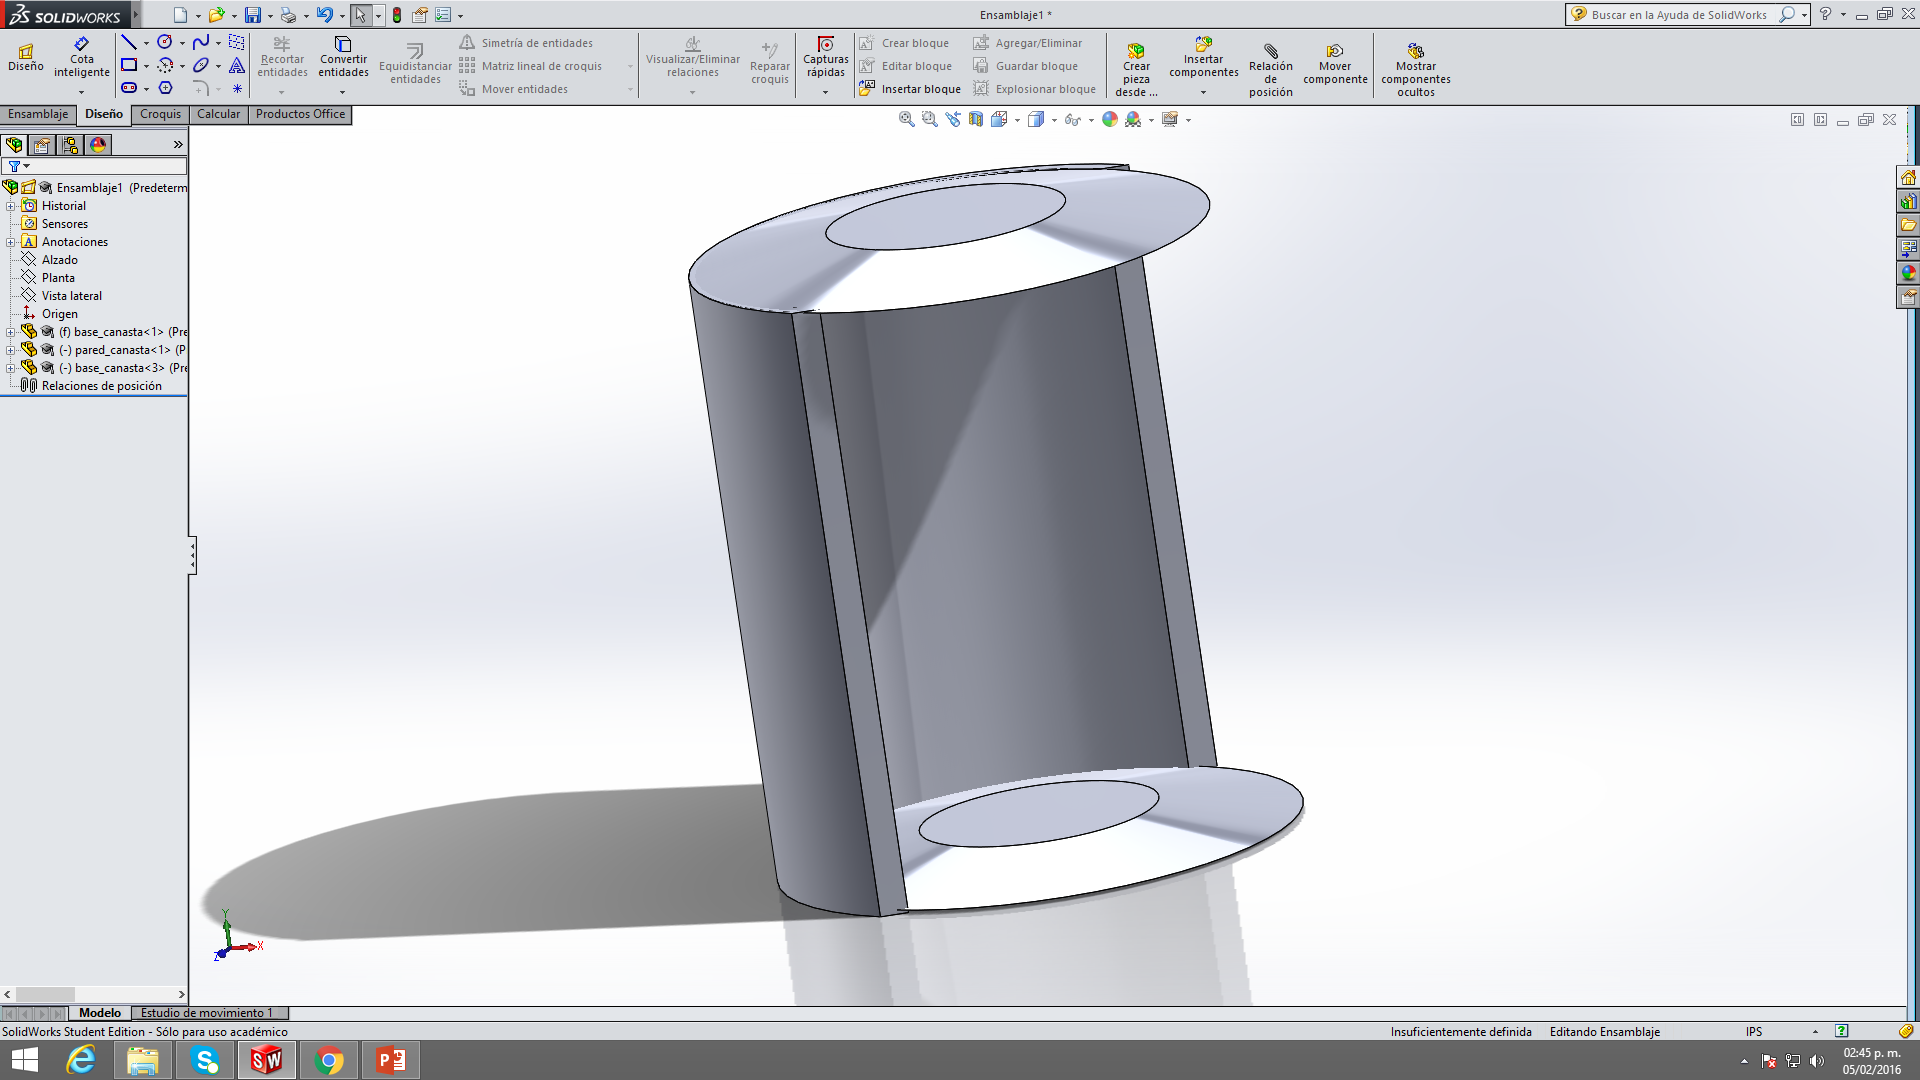 SOLIDWORKS
Ensamblaje1 *
Buscar en la Ayuda de SolidWorks
Diseño
Cota inteligente
Recortar entidades
Convertir entidades
Equidistanciar entidades
Simetría de entidades
Matriz lineal de croquis
Mover entidades
Visualizar/Eliminar relaciones
Reparar croquis
Capturas rápidas
Crear bloque
Editar bloque
Insertar bloque
Agregar/Eliminar
Guardar bloque
Explosionar bloque
Crear pieza desde ...
Insertar componentes
Relación de posición
Mover componente
Mostrar componentes ocultos
Ensamblaje
Diseño
Croquis
Calcular
Productos Office
Ensamblaje1 (Predeterm
Historial
Sensores
Anotaciones
Alzado
Planta
Vista lateral
Origen
(f) base_canasta<1> (Pre
(-) pared_canasta<1> (P
(-) base_canasta<3> (Pre
Relaciones de posición
Y
X
Z
Modelo
Estudio de movimiento 1
SolidWorks Student Edition - Sólo para uso académico
Insuficientemente definida
Editando Ensamblaje
IPS
02:45 p. m.
05/02/2016